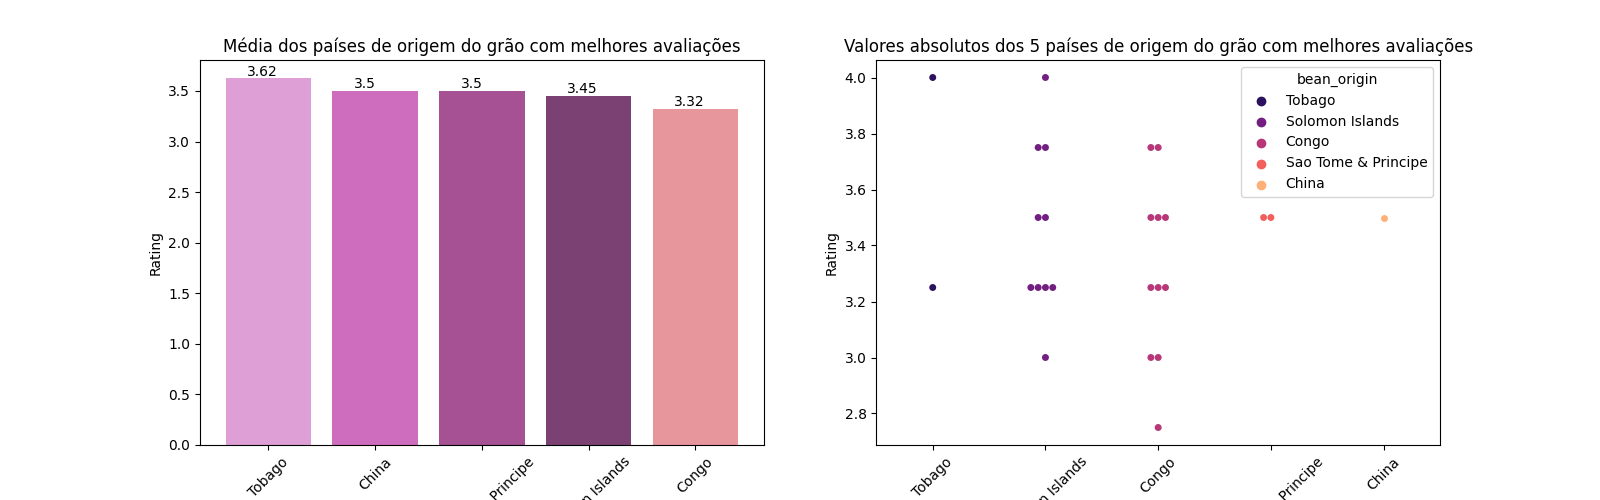 Média dos países de origem do grão com melhores avaliações
3.62
3.5
3.5
3.45
3.32
Rating
3.5
3.0
2.5
2.0
1.5
1.0
0.5
0.0
Tobago
China
Principe
Islands
Congo
Valores absolutos dos 5 países de origem do grão com melhores avaliações
bean_origin
Tobago
Solomon Islands
Congo
Sao Tome & Principe
China
Rating
4.0
3.8
3.6
3.4
3.2
3.0
2.8
Tobago
Islands
Congo
Principe
China